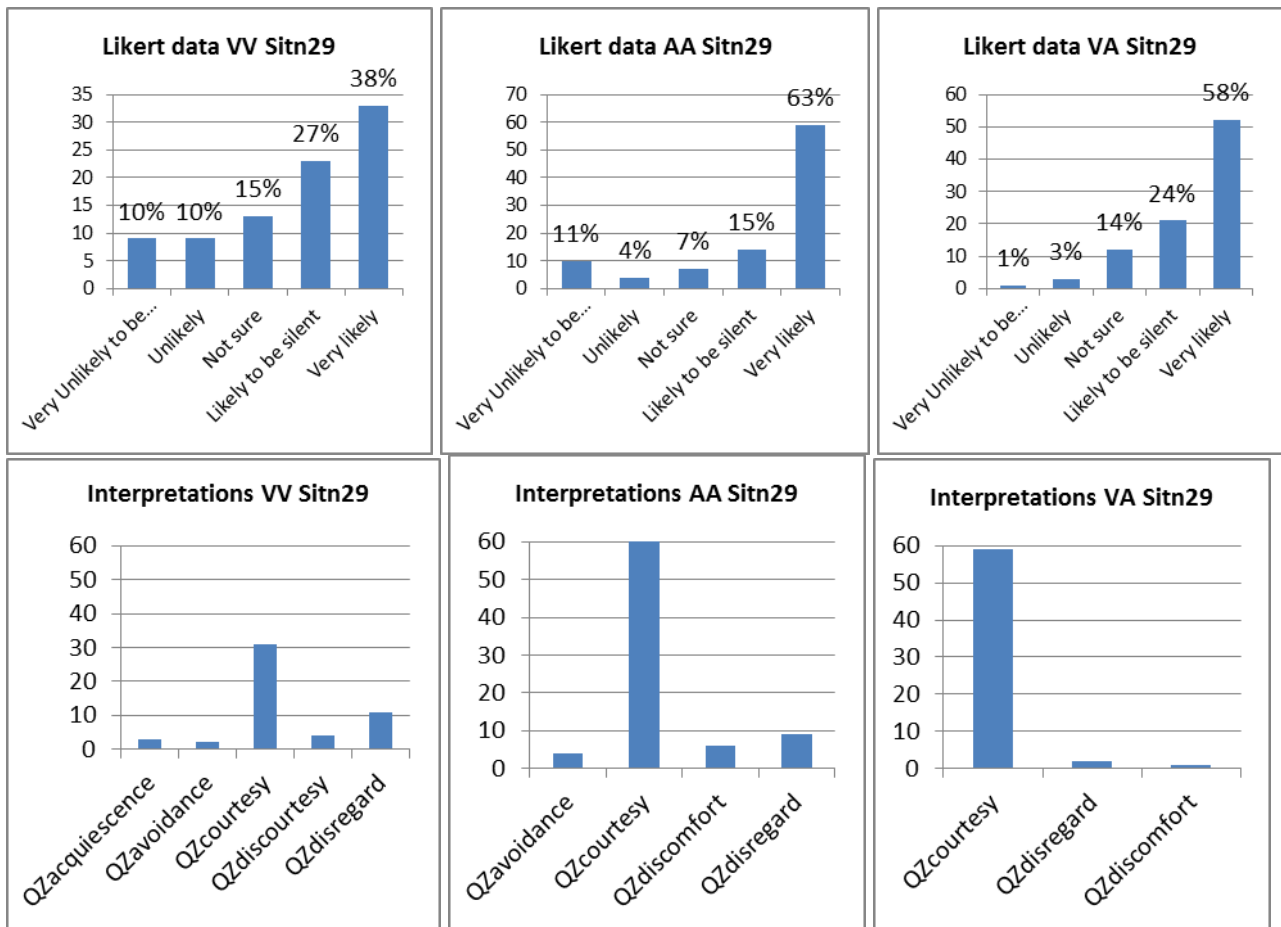 Likert data VV Sitn29
38%
35
30
27%
25
20
15%
15
10%
10%
10
5
0
Very Unlikely to be...
Unlikely
Not sure
Likely to be silent
Very likely
Likert data AA Sitn29
63%
70
60
50
40
30
15%
20
11%
7%
4%
10
0
Very Unlikely to be...
Unlikely
Not sure
Likely to be silent
Very likely
Likert data VA Sitn29
58%
60
50
40
30
24%
14%
20
3%
1%
10
0
Very Unlikely to be...
Unlikely
Not sure
Likely to be silent
Very likely
Interpretations VV Sitn29
60
50
40
30
20
10
0
QZacquiescence
QZavoidance
QZcourtesy
QZdiscourtesy
QZdisregard
Interpretations AA Sitn29
60
50
40
30
20
10
0
QZavoidance
QZcourtesy
QZdiscomfort
QZdisregard
Interpretations VA Sitn29
60
50
40
30
20
10
0
QZcourtesy
QZdisregard
QZdiscomfort